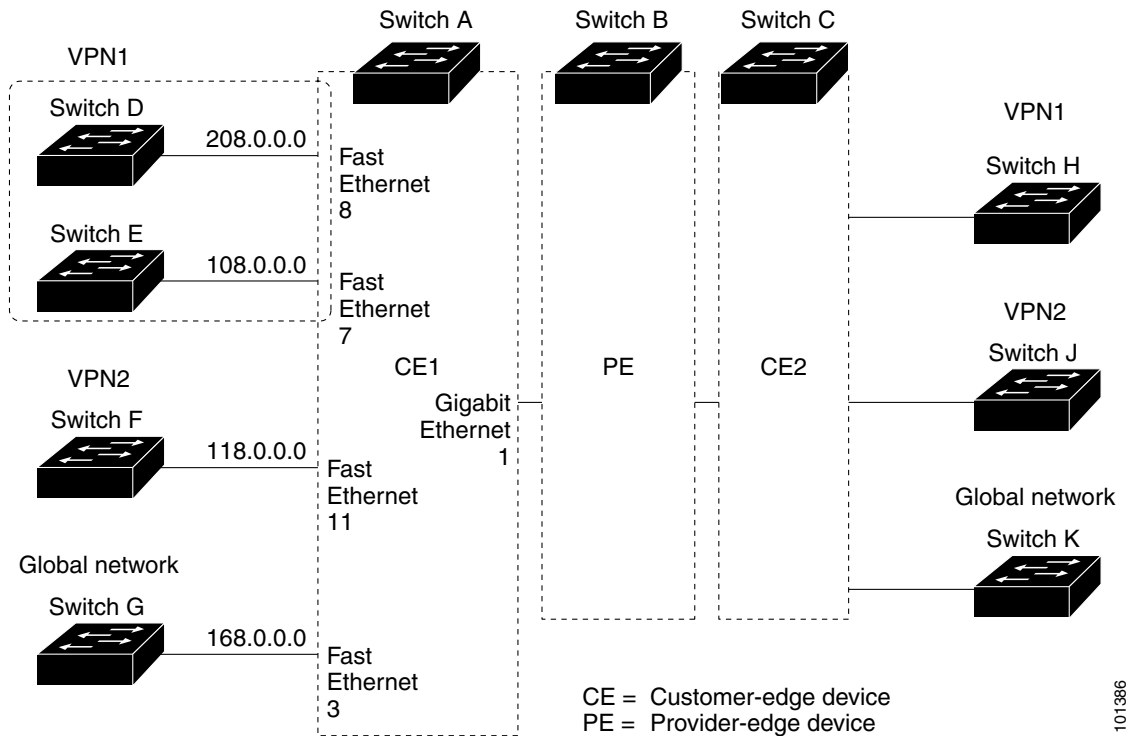 Switch A
Switch B
Switch C
VPN1
Switch D
208.0.0.0
Fast
Ethernet
8
Switch E
108.0.0.0
Fast
Ethernet
7
VPN2
Switch F
118.0.0.0
Fast
Ethernet
11
Global network
Switch G
168.0.0.0
Fast
Ethernet
3
CE1
Gigabit
Ethernet
1
PE
CE2
VPN1
Switch H
VPN2
Switch J
Global network
Switch K
CE = Customer-edge device
PE = Provider-edge device
101386